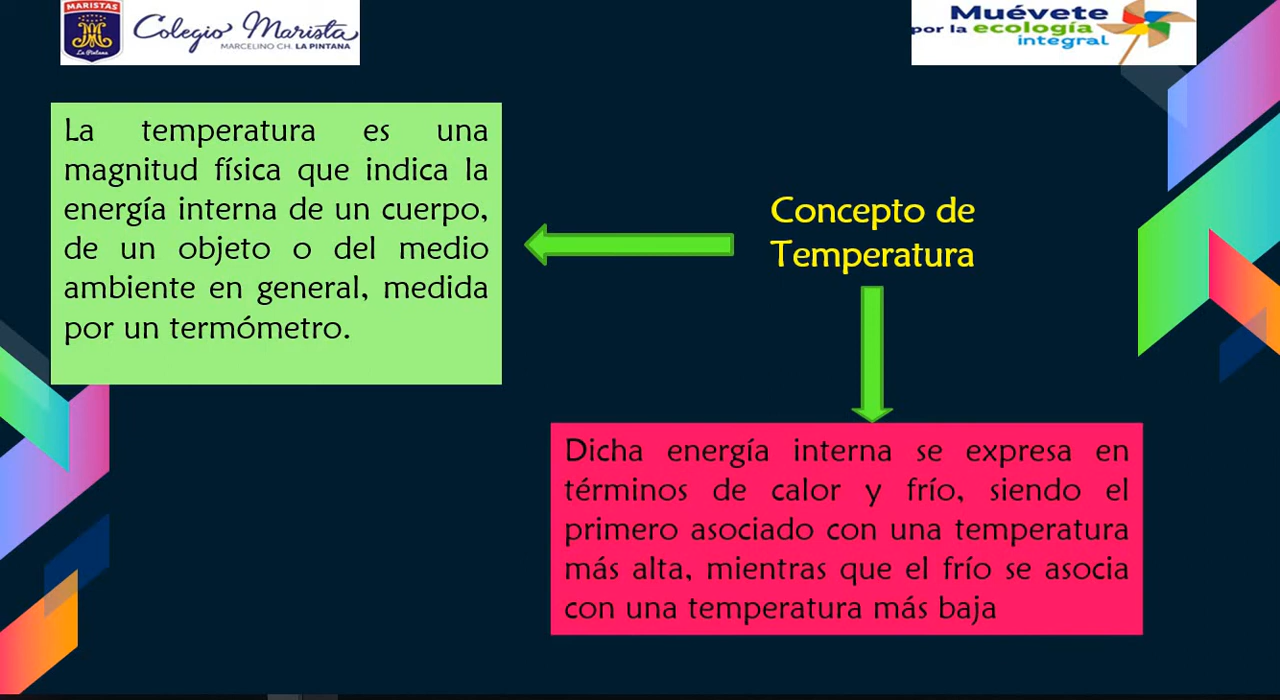 MARISTAS
La Pintana
Colegio Marista
MARCELINO CH. LA PINTANA
Muévete
por la ecología
integral
La temperatura es una
magnitud física que indica la
energía interna de un cuerpo,
de un objeto o del medio
ambiente en general, medida
por un termómetro.
Concepto de
Temperatura
Dicha energía interna se expresa en
términos de calor y frío, siendo el
primero asociado con una temperatura
más alta, mientras que el frío se asocia
con una temperatura más baja